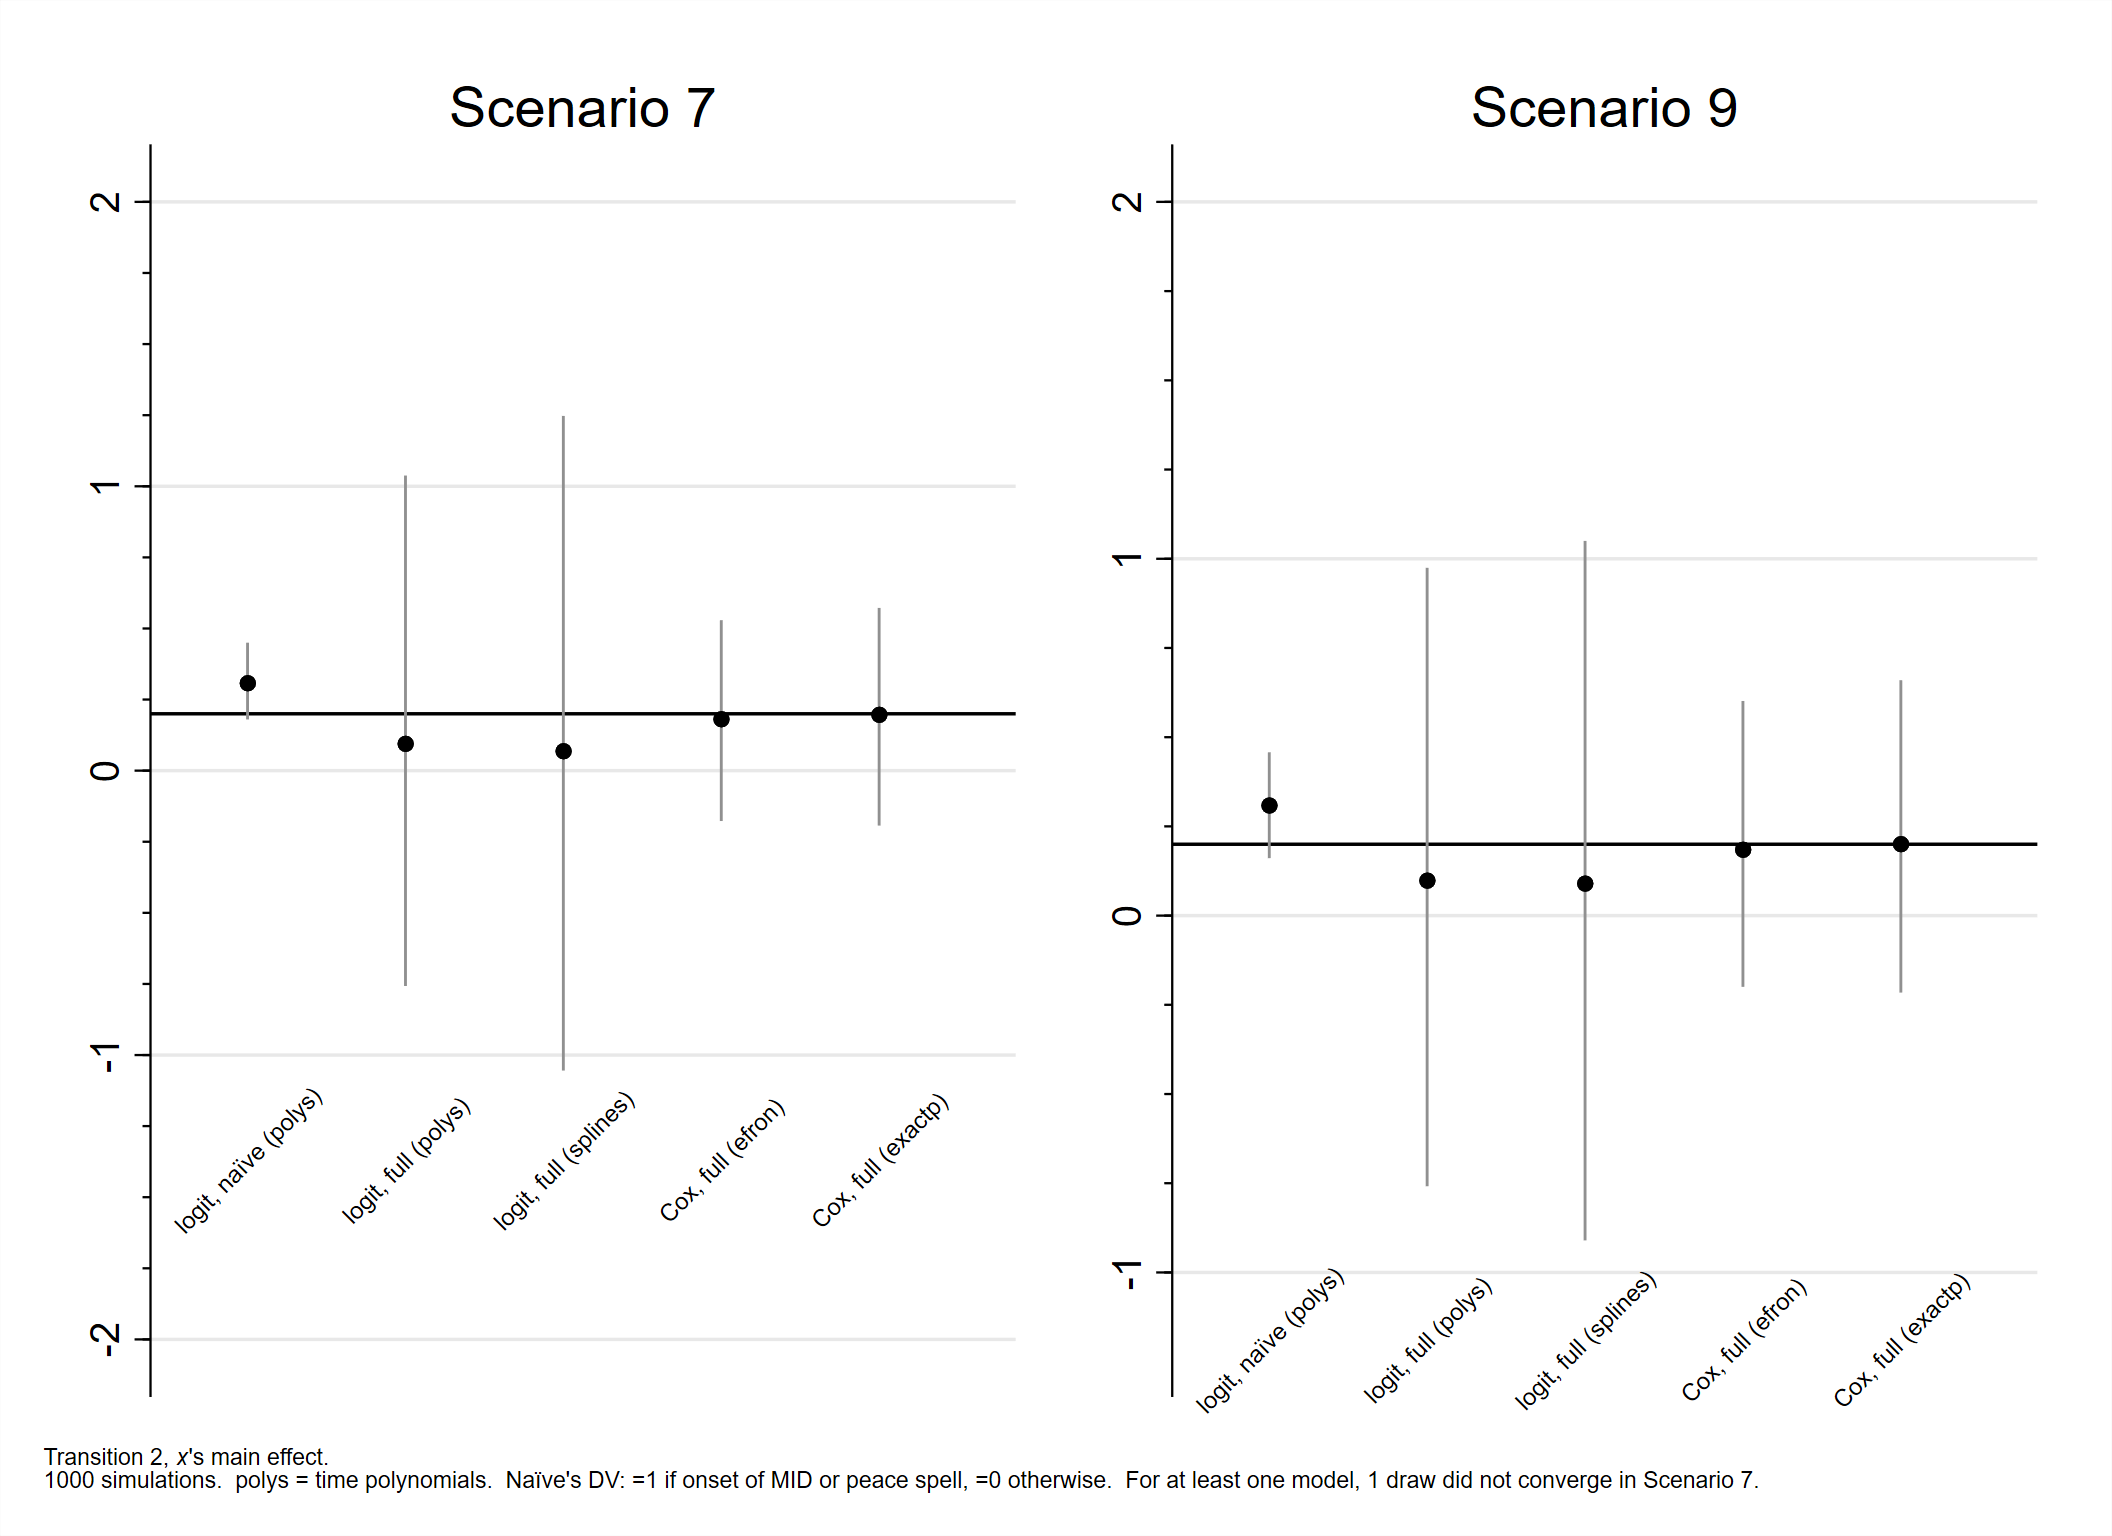 Scenario 7
2
1
0
-1
-2
logit, naïve (polys)
logit, full (polys)
logit, full (splines)
Cox, full (efron)
Cox, full (exactp)
Scenario 9
2
1
0
-1
logit, naïve (polys)
logit, full (polys)
logit, full (splines)
Cox, full (efron)
Cox, full (exactp)
Transition 2, x's main effect.
1000 simulations.  polys = time polynomials.  Naïve's DV: =1 if onset of MID or peace spell, =0 otherwise.  For at least one model, 1 draw did not converge in Scenario 7.